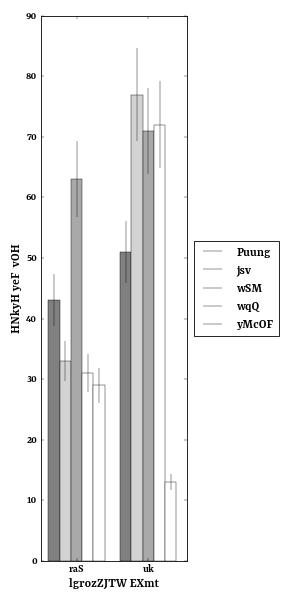 90
80
70
60
50
40
30
20
10
0
HNkyH yeF vOH
raS uk
lgrozZJTW EXmt
Puung
jsv
wSM
wqQ
yMcOF